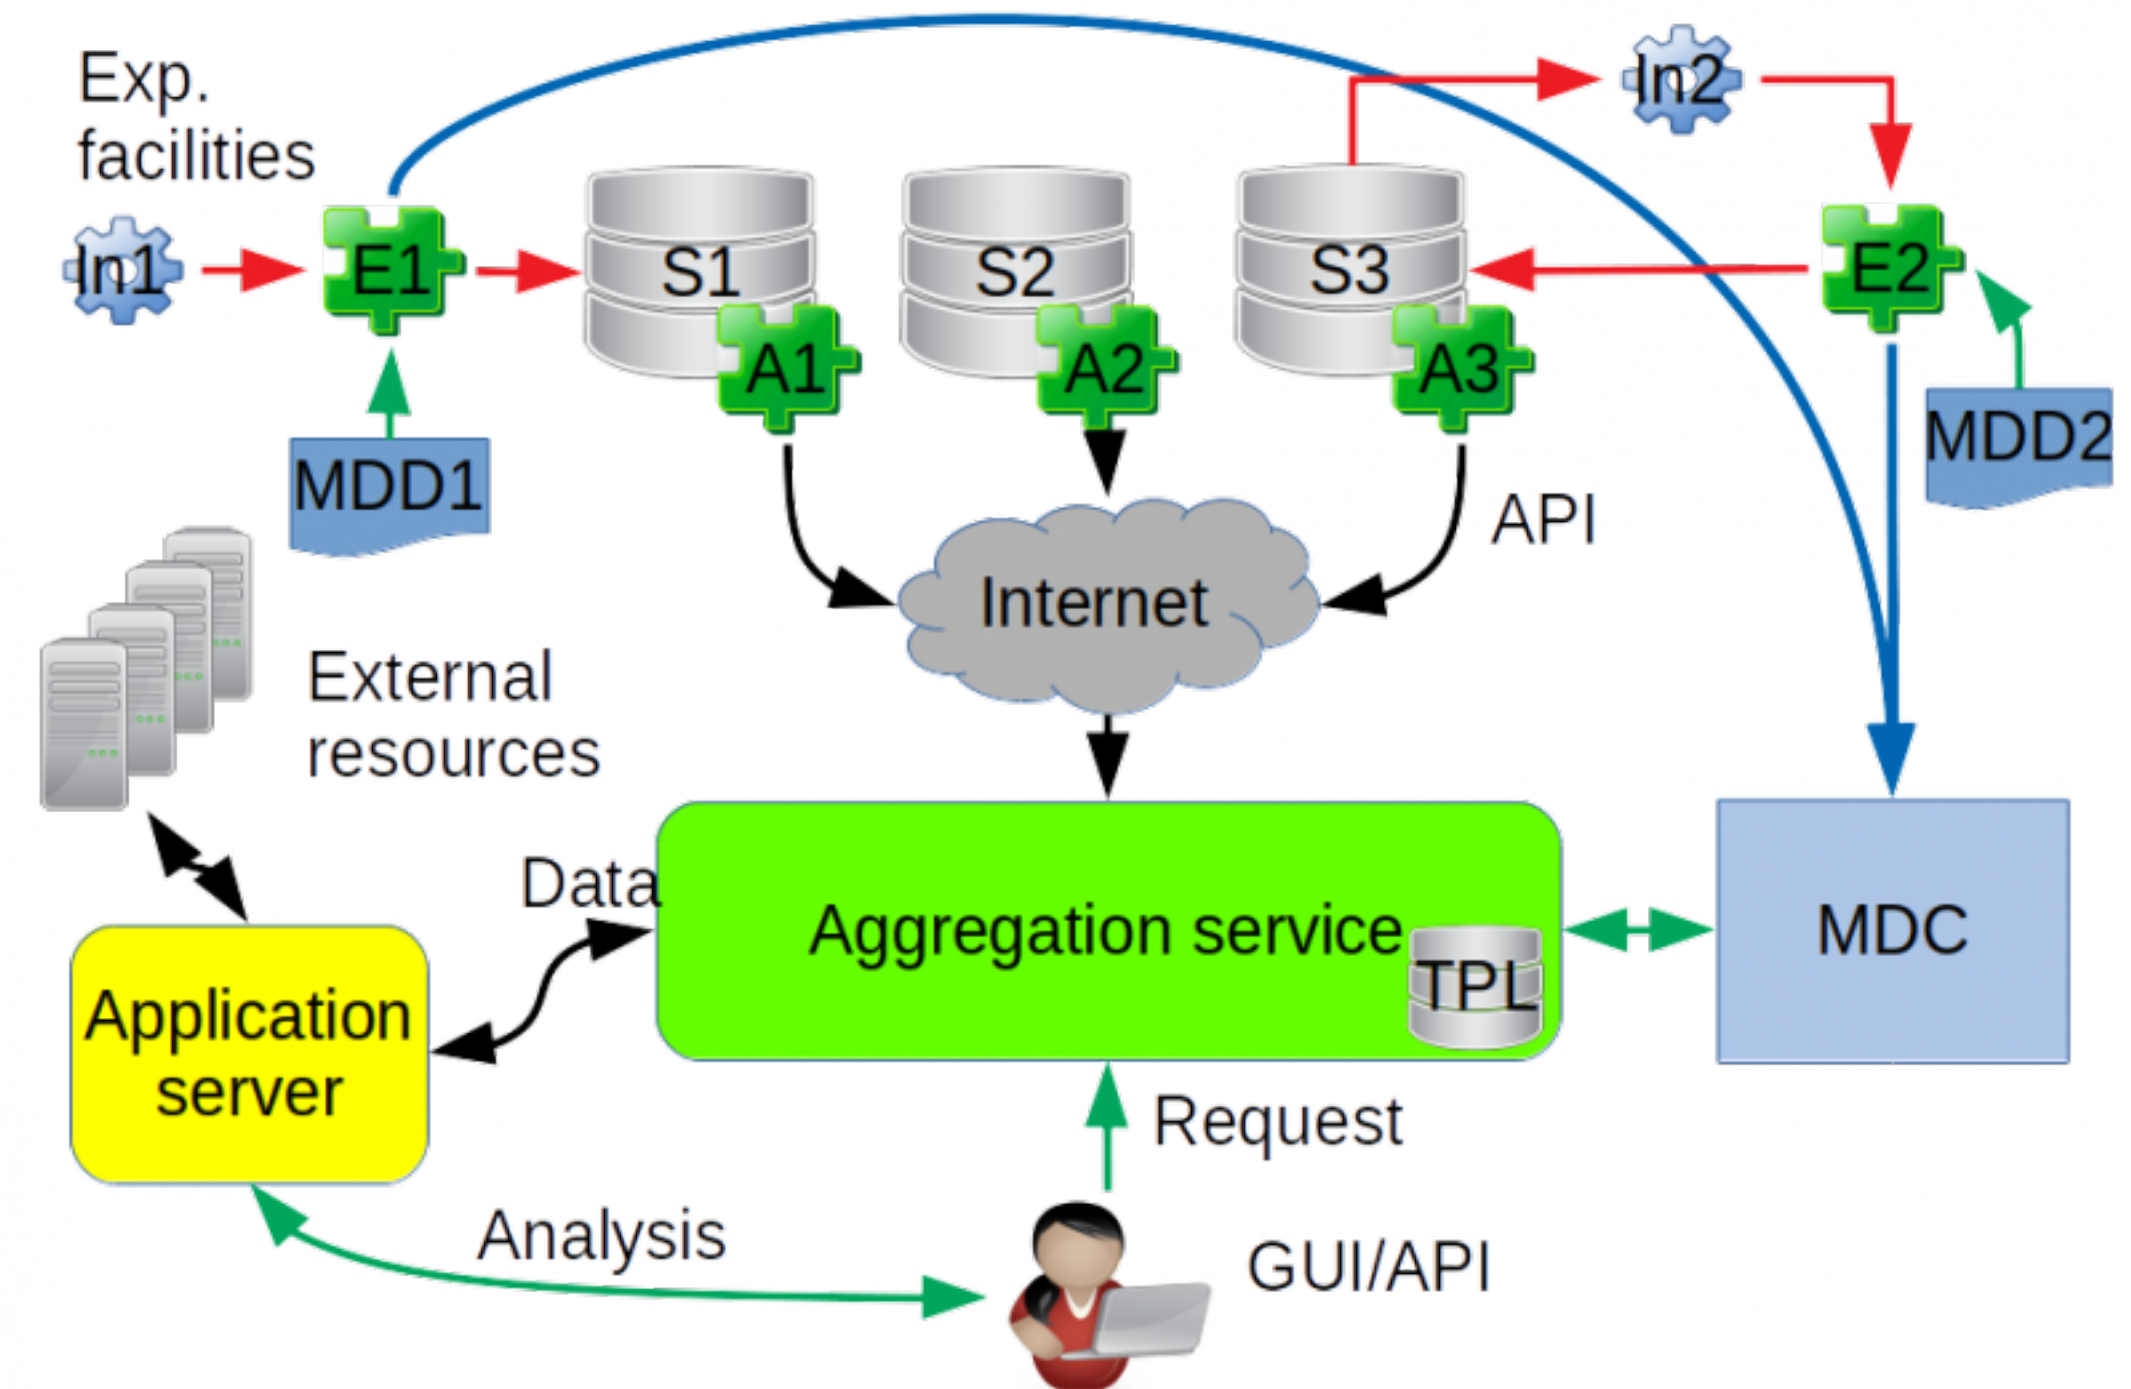 Exp.
facilities
In1
E1
S1
S2
S3
In2
E2
A1
A2
A3
MDD1
MDD2
API
Internet
External
resources
Data
Aggregation service
TPL
MDC
Application
server
Request
Analysis
GUI/API